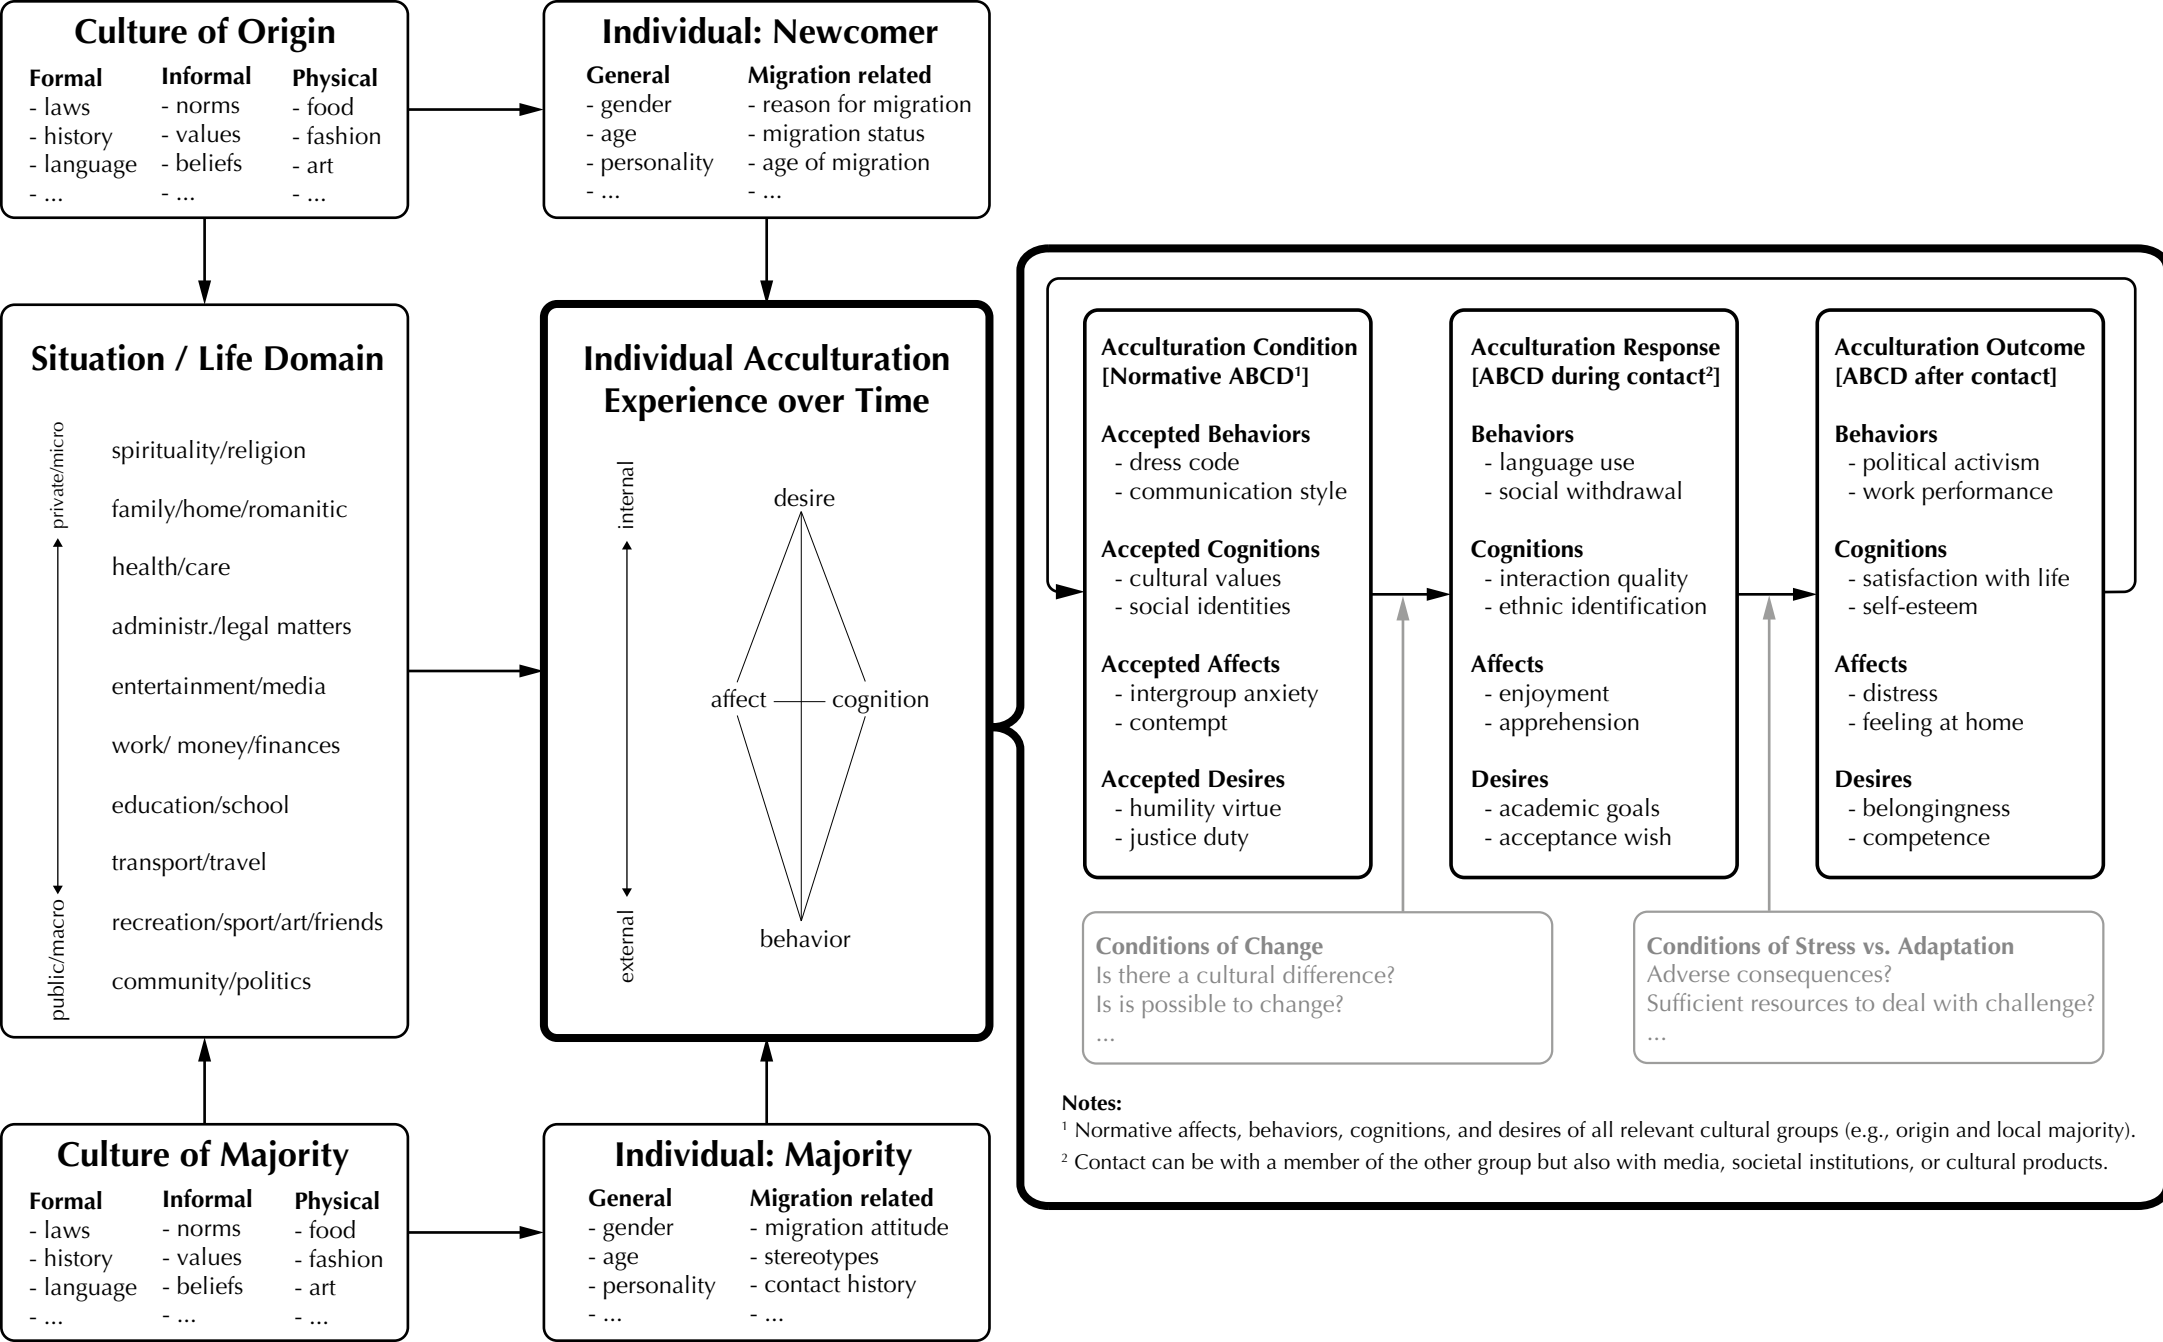 Culture of Origin
Formal
- laws
- history
- language
- ...
Informal
- norms
- values
- beliefs
- ...
Physical
- food
- fashion
- art
- ...
Individual: Newcomer
General
- gender
- age
- personality
- ...
Migration related
- reason for migration
- migration status
- age of migration
- ...
Situation / Life Domain
private/micro
public/macro
spirituality/religion
family/home/romanitic
health/care
administr./legal matters
entertainment/media
work/ money/finances
education/school
transport/travel
recreation/sport/art/friends
community/politics
Individual Acculturation
Experience over Time
internal
external
desire
affect
cognition
behavior
Acculturation Condition
[Normative ABCD¹]
Accepted Behaviors
- dress code
- communication style
Accepted Cognitions
- cultural values
- social identities
Accepted Affects
- intergroup anxiety
- contempt
Accepted Desires
- humility virtue
- justice duty
Acculturation Response
[ABCD during contact²]
Behaviors
- language use
- social withdrawal
Cognitions
- interaction quality
- ethnic identification
Affects
- enjoyment
- apprehension
Desires
- academic goals
- acceptance wish
Acculturation Outcome
[ABCD after contact]
Behaviors
- political activism
- work performance
Cognitions
- satisfaction with life
- self-esteem
Affects
- distress
- feeling at home
Desires
- belongingness
- competence
Conditions of Change
Is there a cultural difference?
Is is possible to change?
...
Conditions of Stress vs. Adaptation
Adverse consequences?
Sufficient resources to deal with challenge?
...
Notes:
¹ Normative affects, behaviors, cognitions, and desires of all relevant cultural groups (e.g., origin and local majority).
² Contact can be with a member of the other group but also with media, societal institutions, or cultural products.
Culture of Majority
Formal
- laws
- history
- language
- ...
Informal
- norms
- values
- beliefs
- ...
Physical
- food
- fashion
- art
- ...
Individual: Majority
General
- gender
- age
- personality
- ...
Migration related
- migration attitude
- stereotypes
- contact history
- ...